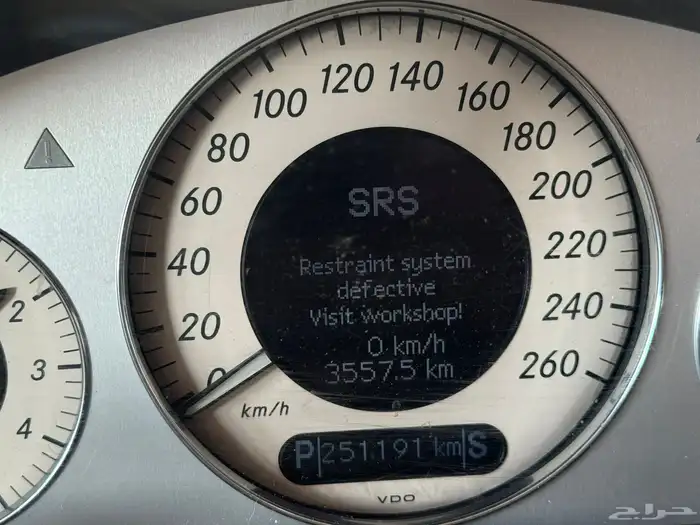 120 140
100 160
80 180
60 200
40 220
20 240
0 260
SRS
Restraint system
defective
Visit workshop!
0 km/h
3557.5 km
km/h
P 251191 km S
VDO
!
2
3
4
حراج